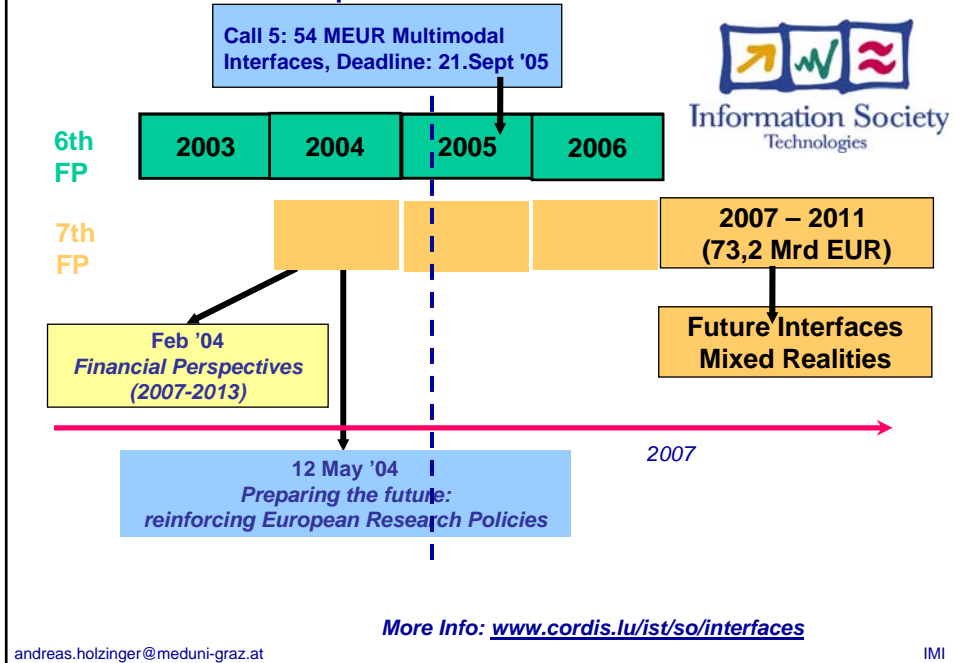 Call 5: 54 MEUR Multimodal
Interfaces, Deadline: 21.Sept '05
Information Society
Technologies
6th
FP
2003
2004
2005
2006
7th
FP
2007 – 2011
(73,2 Mrd EUR)
Future Interfaces
Mixed Realities
Feb ’04
Financial Perspectives
(2007-2013)
2007
12 May ’04
Preparing the future:
reinforcing European Research Policies
More Info: www.cordis.lu/ist/so/interfaces
andreas.holzinger@meduni-graz.at
IMI